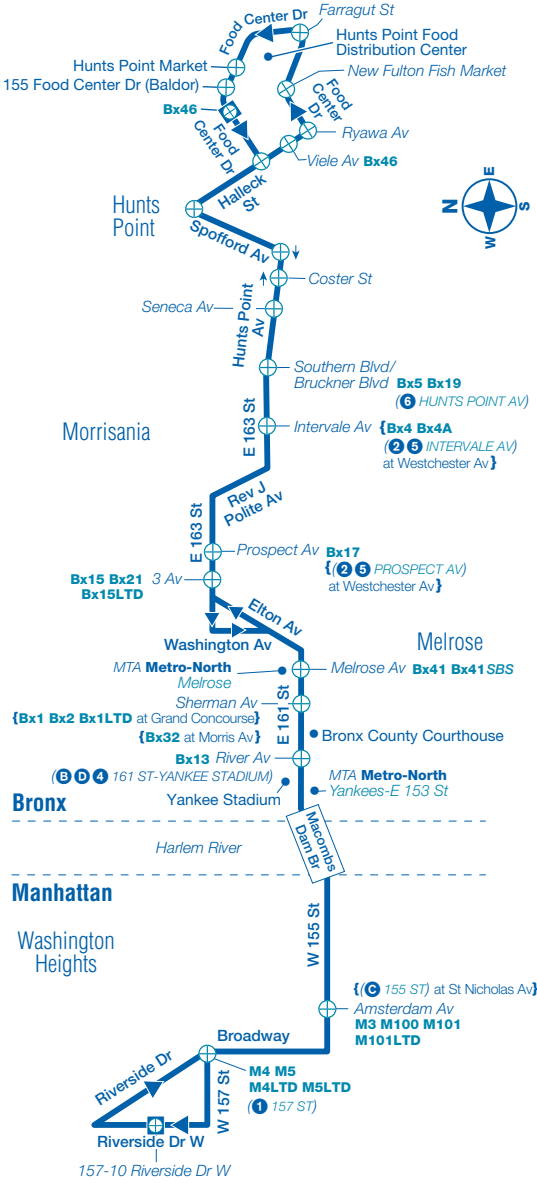 Farragut St
Food Center Dr
Hunts Point Food
Distribution Center
Hunts Point Market
155 Food Center Dr (Baldor)
New Fulton Fish Market
Bx46
Food
Center Dr
Food
Center
Dr
Ryawa Av
Viele Av Bx46
E
N
S
W
Halleck
St
Hunts
Point
Spofford Av
Coster St
Seneca Av
Hunts Point
Av
Southern Blvd/
Bruckner Blvd Bx5 Bx19
(6 HUNTS POINT AV)
E 163 St
Morrisania
Intervale Av {Bx4 Bx4A
(2 5 INTERVALE AV)
at Westchester Av}
Rev J
Polite Av
E 163 St
Prospect Av Bx17
{(2 5 PROSPECT AV)
at Westchester Av}
Bx15 Bx21 3 Av
Bx15LTD
Elton Av
Washington Av
Melrose
MTA Metro-North
Melrose
Melrose Av Bx41 Bx41SBS
Sherman Av
{Bx1 Bx2 Bx1LTD at Grand Concourse}
{Bx32 at Morris Av}
E 161 St
Bronx County Courthouse
Bx13 River Av
(B D 4 161 ST-YANKEE STADIUM)
MTA Metro-North
Yankees-E 153 St
Yankee Stadium
Bronx
Macombs
Dam Br
Harlem River
Manhattan
Washington
Heights
W 155 St
{(C 155 ST) at St Nicholas Av}
Amsterdam Av
M3 M100 M101
M101LTD
Broadway
M4 M5
M4LTD M5LTD
(1 157 ST)
Riverside Dr
W 157 St
Riverside Dr W
157-10 Riverside Dr W